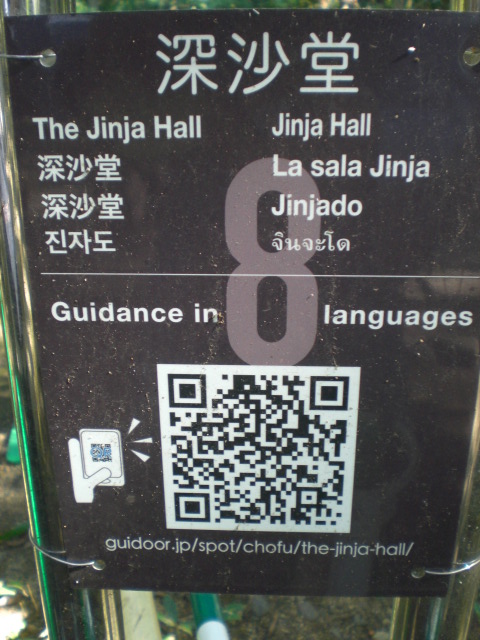 深沙堂
The Jinja Hall
Jinja Hall
深沙堂
La sala Jinja
深沙堂
Jinjado
진자도
จินจะโด
8
Guidance in
languages
guidoor.jp/spot/chofu/the-jinja-hall/